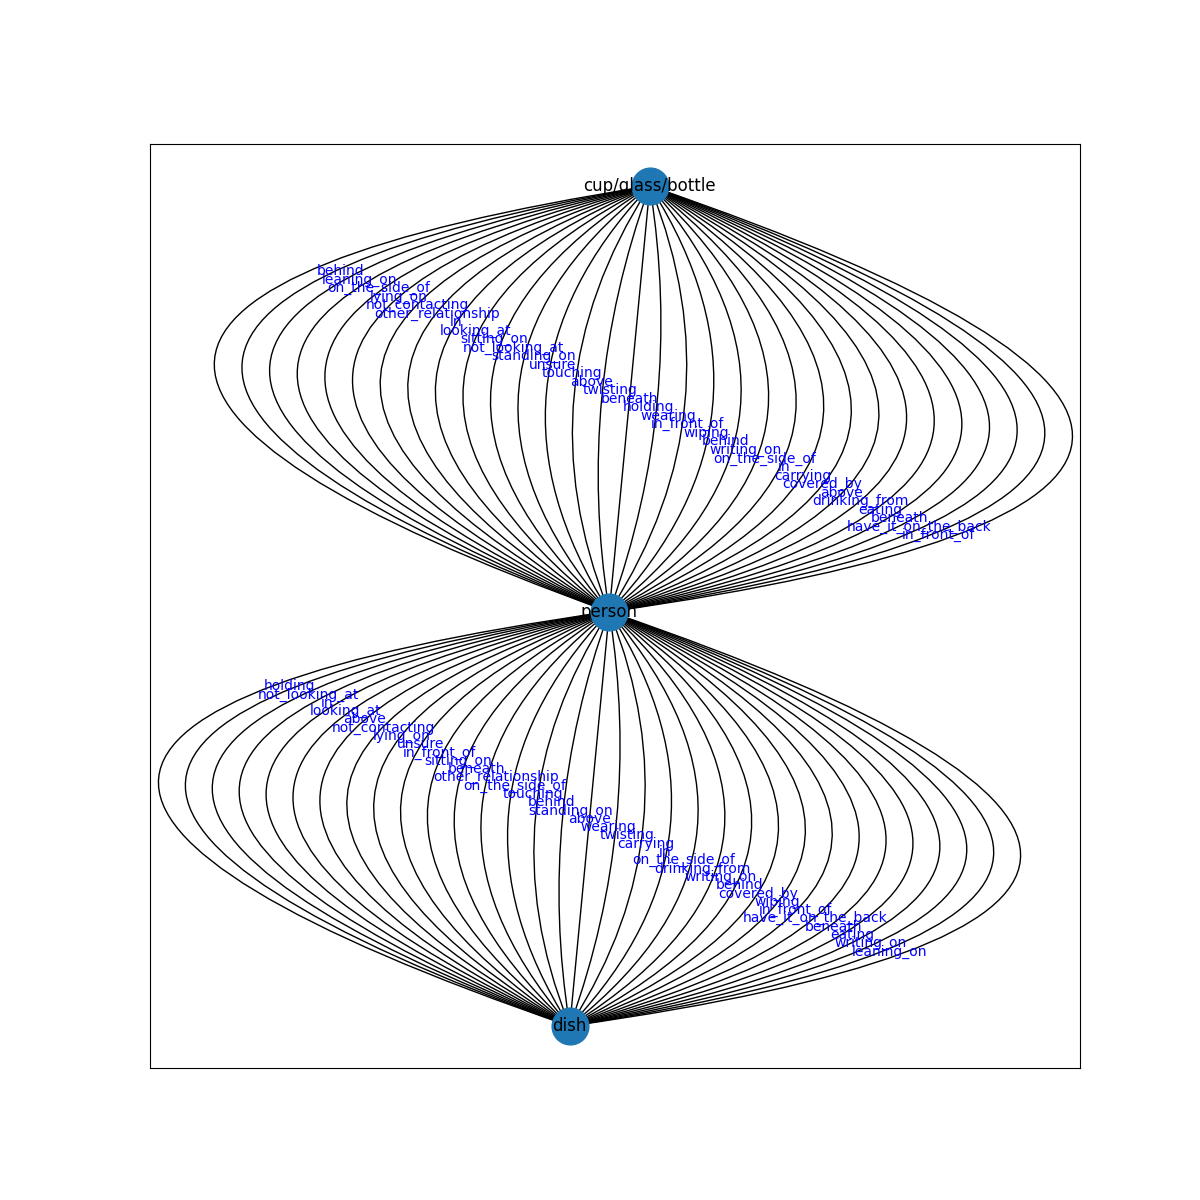 cup/glass/bottle
behind
leaning_on
on_the_side_of
lying_on
not_contacting
other_relationship
in
looking_at
sitting_on
not_looking_at
standing_on
unsure
touching
above
twisting
beneath
holding
wearing
in_front_of
wiping
behind
writing_on
on_the_side_of
in
carrying
covered_by
above
drinking_from
eating
beneath
have_it_on_the_back
in_front_of
person
holding
not_looking_at
in
looking_at
above
not_contacting
lying_on
unsure
in_front_of
sitting_on
beneath
other_relationship
on_the_side_of
touching
behind
standing_on
above
wearing
twisting
carrying
in
on_the_side_of
drinking_from
writing_on
behind
covered_by
wiping
in_front_of
have_it_on_the_back
beneath
eating
writing_on
leaning_on
dish